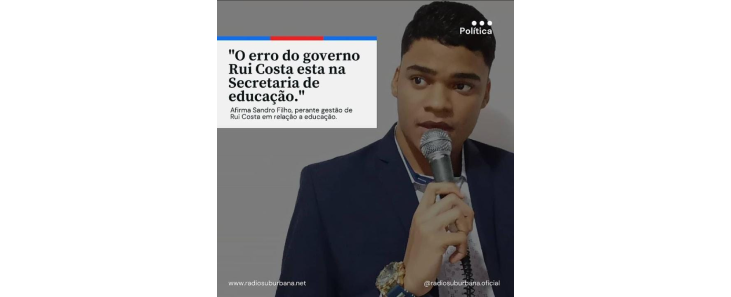 Política
"O erro do governo
Rui Costa esta na
Secretaria de
educação."
Afirma Sandro Filho, perante gestão de
Rui Costa em relação a educação.
www.radiosuburbana.net
@radiosuburbana.oficial